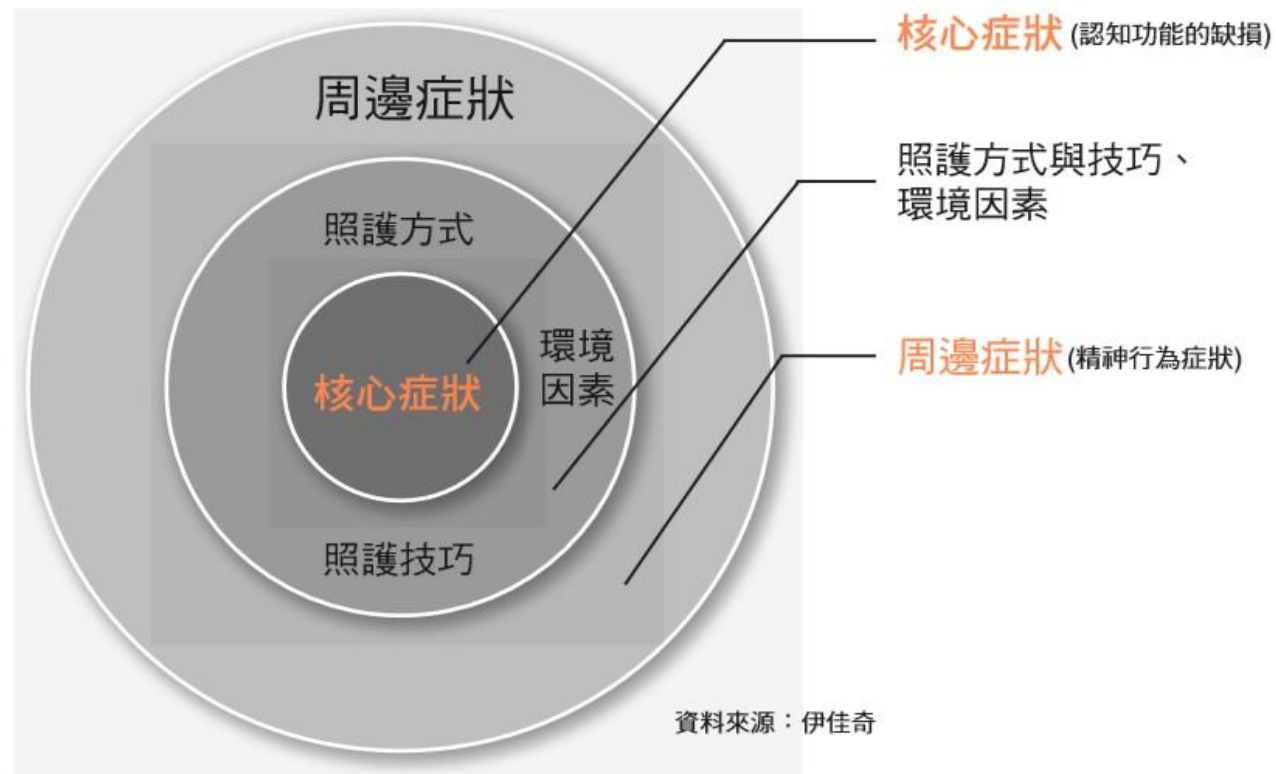 周邊症狀
照護方式
核心症狀
環境
因素
照護技巧
核心症狀 (認知功能的缺損)
照護方式與技巧、
環境因素
周邊症狀 (精神行為症狀)
資料來源：伊佳奇